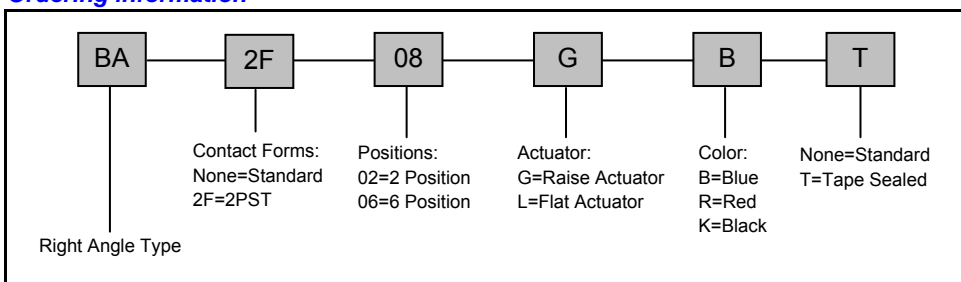 Ordering Information
BA 2F 08 G B T
Contact Forms:
None=Standard
2F=2PST
Positions:
02=2 Position
06=6 Position
Actuator:
G=Raise Actuator
L=Flat Actuator
Color:
B=Blue
R=Red
K=Black
None=Standard
T=Tape Sealed
Right Angle Type